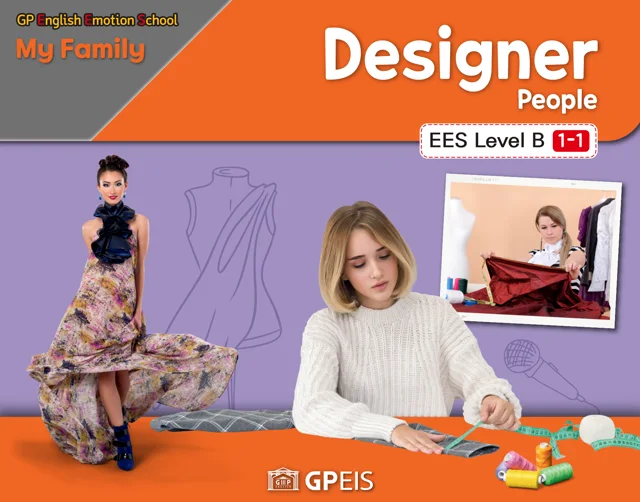 GP English Emotion School
My Family
Designer
People
EES Level B 1-1
GPEIS